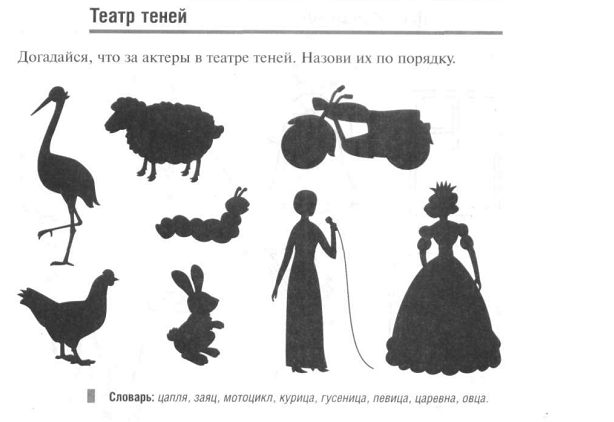 Театр теней
Догадайся, что за актеры в театре теней. Назови их по порядку.
Словарь: цапля, заяц, мотоцикл, курица, гусеница, певица, царевна, овца.